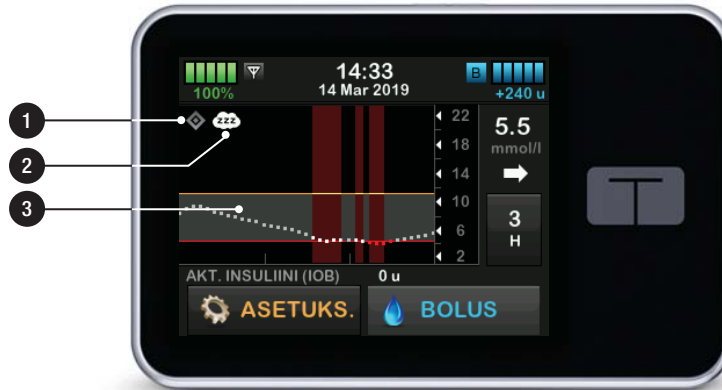 14:33
B
100%
14 Mar 2019
+240 u
1
zzz
22
5.5
mmol/l
2
18
14
3
10
3
H
6
2
AKT. INSULIINI (IOB) 0 u
ASETUKS.
BOLUS